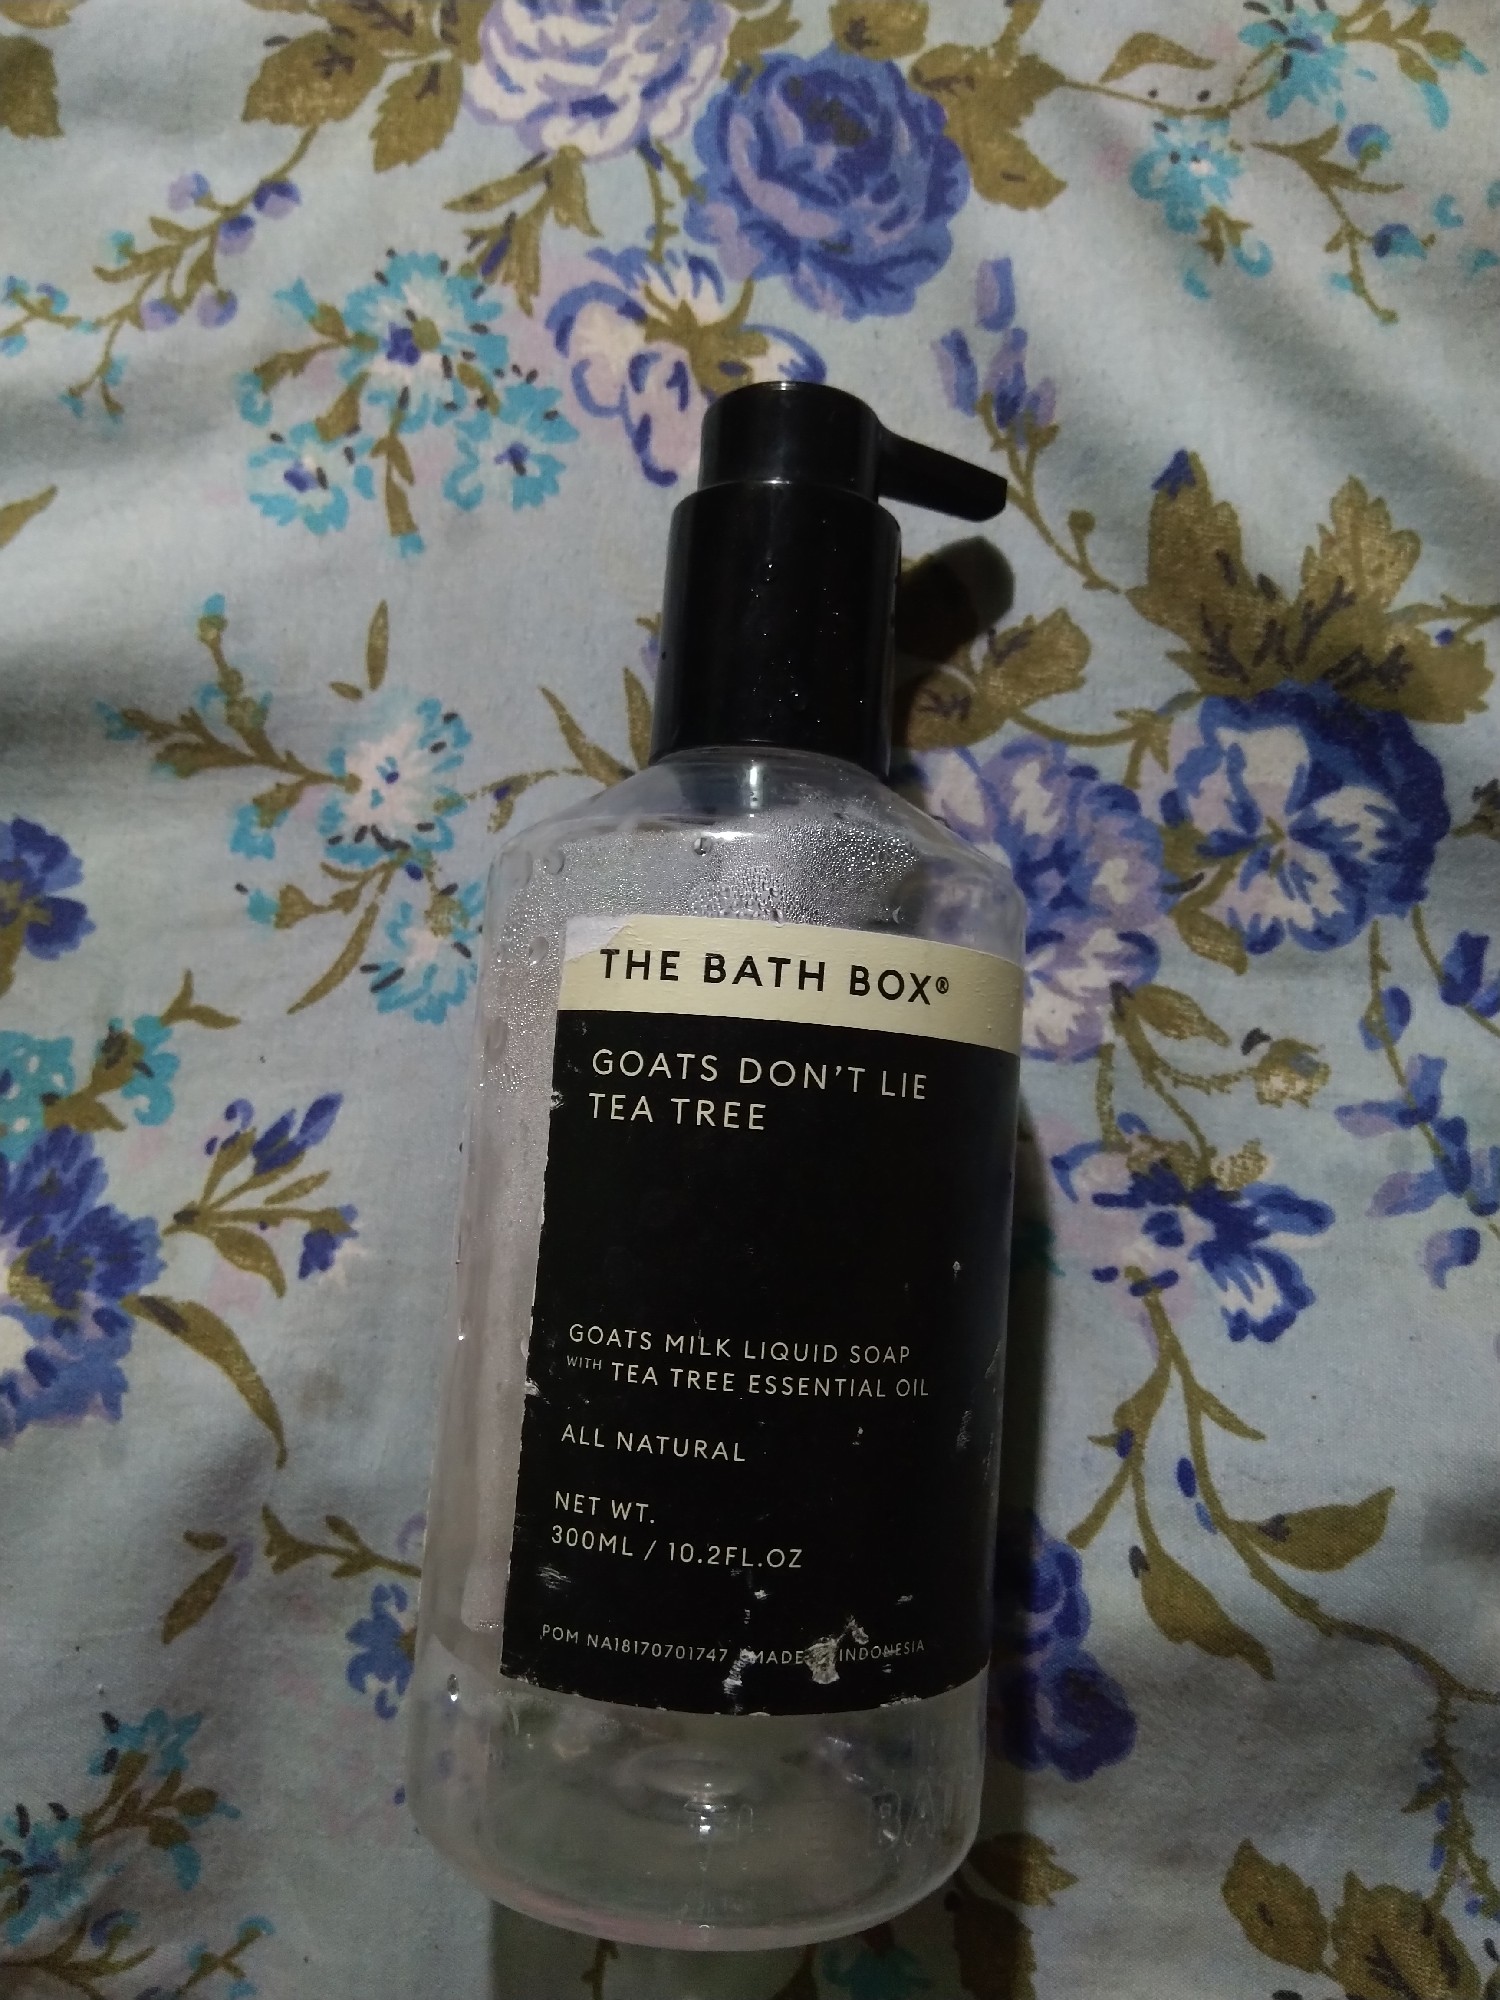 THE BATH BOX®
GOATS DON'T LIE
TEA TREE
GOATS MILK LIQUID SOAP
WITH TEA TREE ESSENTIAL OIL
ALL NATURAL
NET WT.
300ML / 10.2FL.OZ
POM NA18170701747 MADE INDONESIA